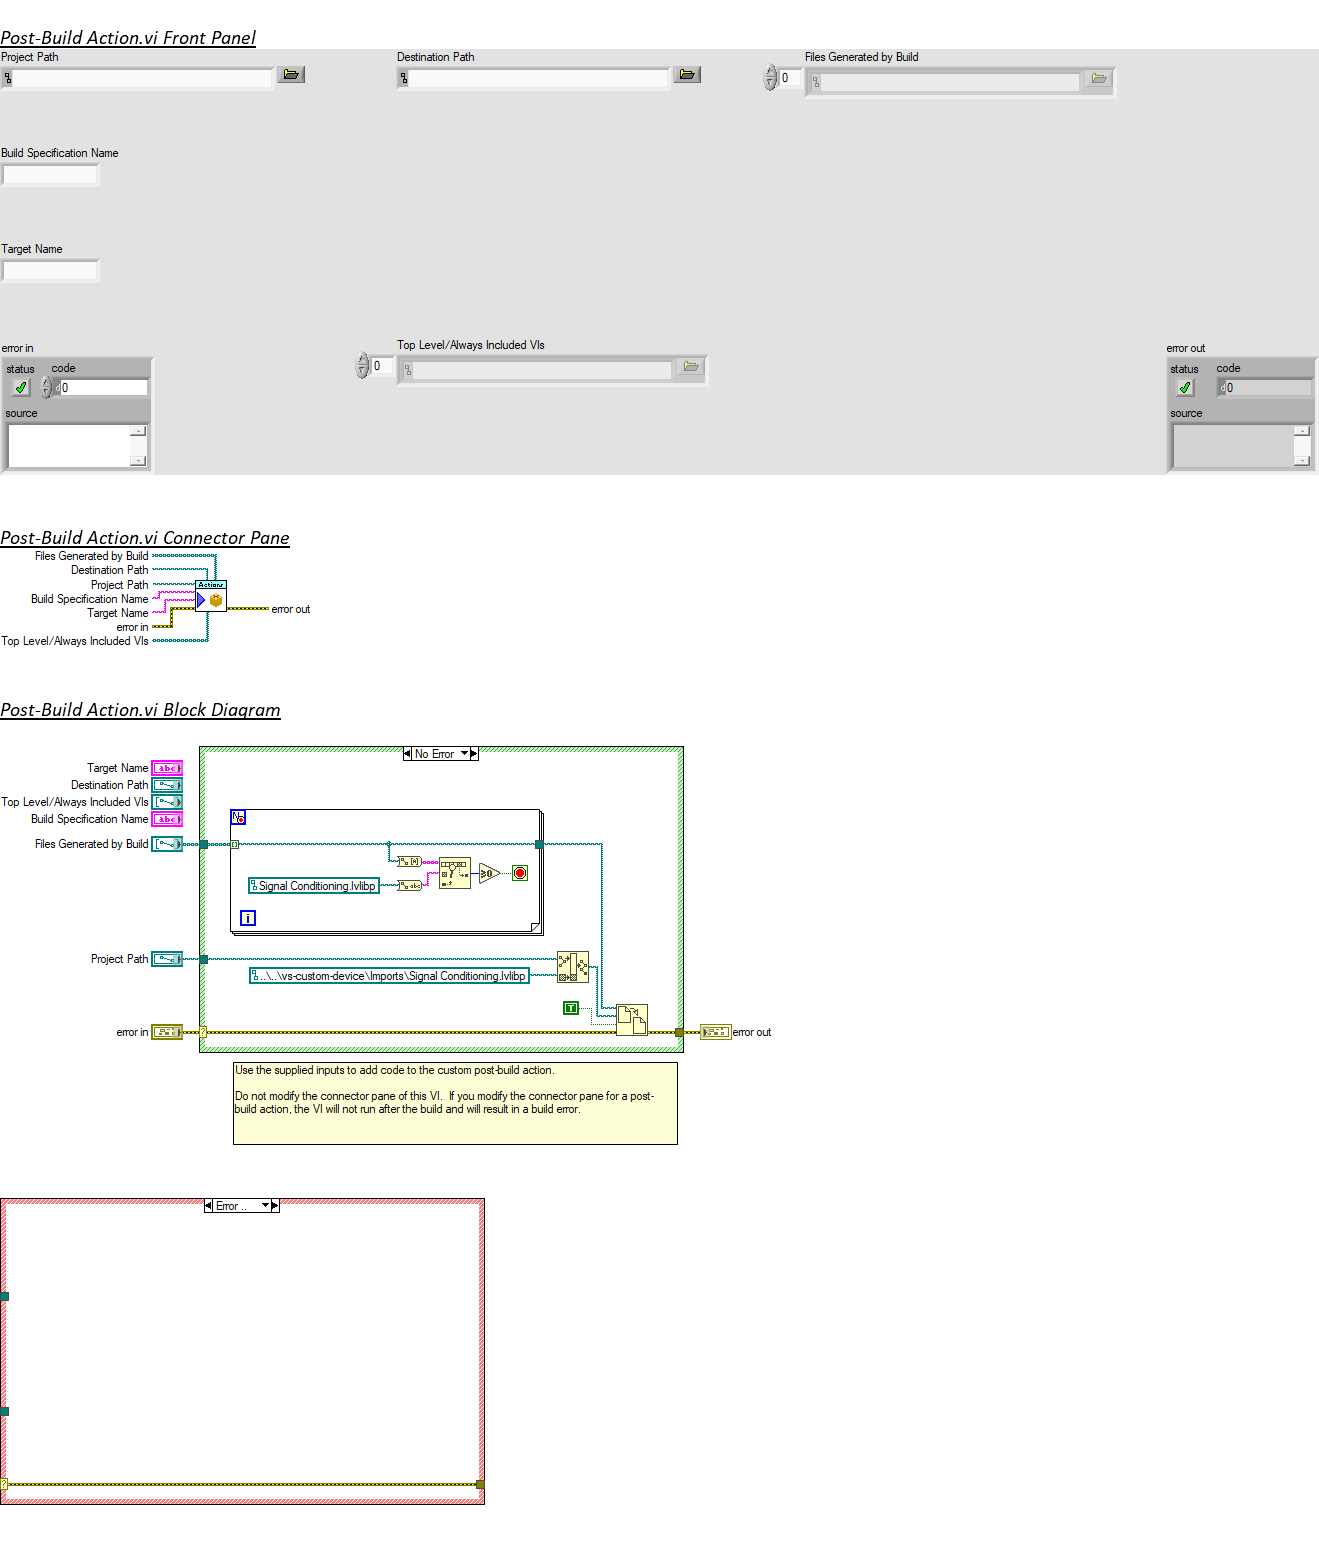 Post-Build Action.vi Front Panel
Project Path
Destination Path
Files Generated by Build
0
Build Specification Name
Target Name
error in
status
code
0
source
Top Level/Always Included VIs
0
error out
status
code
0
source
Post-Build Action.vi Connector Pane
Files Generated by Build
Destination Path
Project Path
Build Specification Name
Target Name
error in
Top Level/Always Included VIs
Actions
error out
Post-Build Action.vi Block Diagram
No Error
Target Name
abc
Destination Path
Top Level/Always Included VIs
Build Specification Name
abc
Files Generated by Build
N
abc
≥0
Signal Conditioning.lvlibp
i
Project Path
..\..\vs-custom-device\Imports\Signal Conditioning.lvlibp
T
error in
?
error out
Use the supplied inputs to add code to the custom post-build action.
Do not modify the connector pane of this VI.  If you modify the connector pane for a post-
build action, the VI will not run after the build and will result in a build error.
Error ..
?